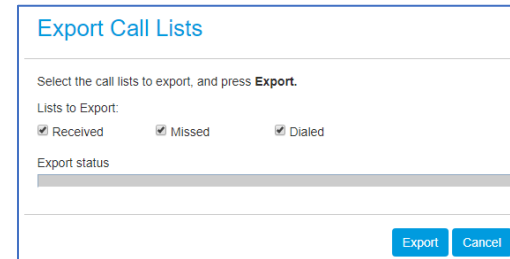 Export Call Lists
Select the call lists to export, and press Export.
Lists to Export:
Received Missed Dialed
Export status
Export Cancel